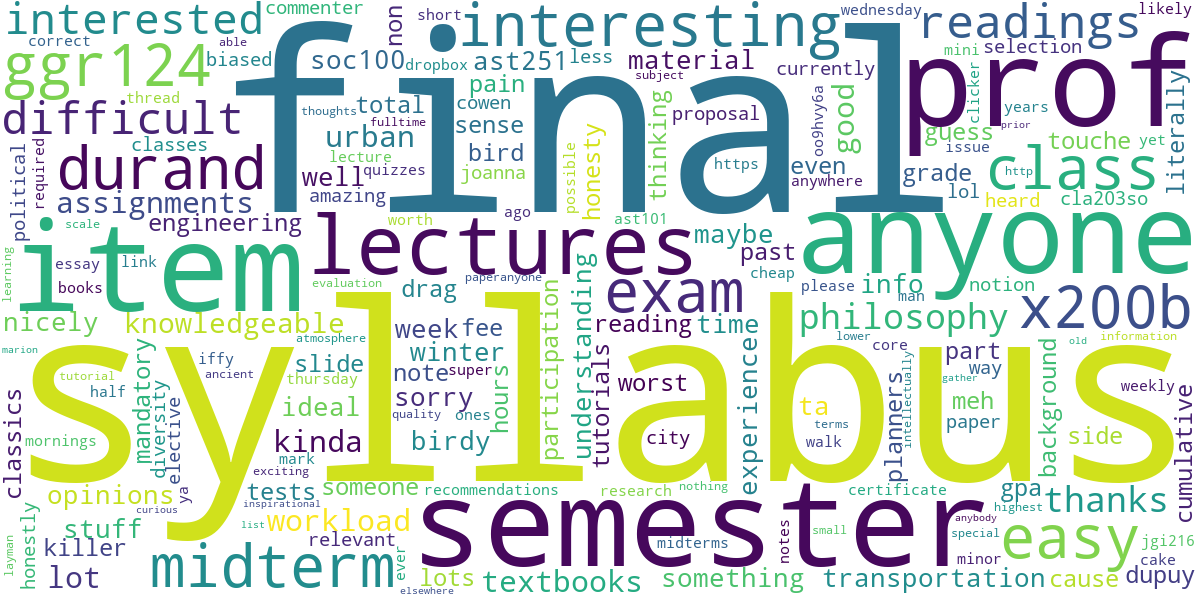 final
syllabus
prof
item
anyone
semester
lectures
class
durand
exam
easy
midterm
x200b
ggr124
interesting
difficult
readings
interested
philosophy
commenter
short
non
wednesday
likely
correct
able
biased
soc100
dropbox
ast251
less
material
currently
mini
selection
thread
pain
subject
clicker
years
thoughts
fulltime
total
cowen
proposal
oo9hvy6a
good
prior
classes
urban
sense
thinking
guess
issue
touche
yet
literally
political
required
lecture
quizzes
bird
joanna
possible
honesty
https
even
anywhere
grade
http
well
amazing
assignments
lol
heard
cla203so
engineering
ago
worth
ast101
maybe
past
scale
essay
link
books
learning
evaluation
drag
paperanyone
cheap
please
info
man
notion
nicely
knowledgeable
atmosphere
week
fee
participation
understanding
reading
time
lower
core
part
way
information
old
marion
iffy
ancient
slide
winter
tutorial
half
thursday
note
super
hours
tutorials
worst
experience
ta
planners
intellectually
gather
meh
weekly
background
paper
cumulative
classics
mandatory
diversity
elective
ideal
sorry
quality
ones
terms
walk
city
side
mornings
kinda
birdy
mark
exciting
opinions
ya
tests
someone
recommendations
research
nothing
certificate
gpa
highest
thanks
curious
inspirational
stuff
list
workload
relevant
notes
small
anybody
special
jgi216
layman
honestly
killer
midterms
minor
cake
lot
ever
lots
elsewhere
textbooks
something
transportation
cause
dupuy